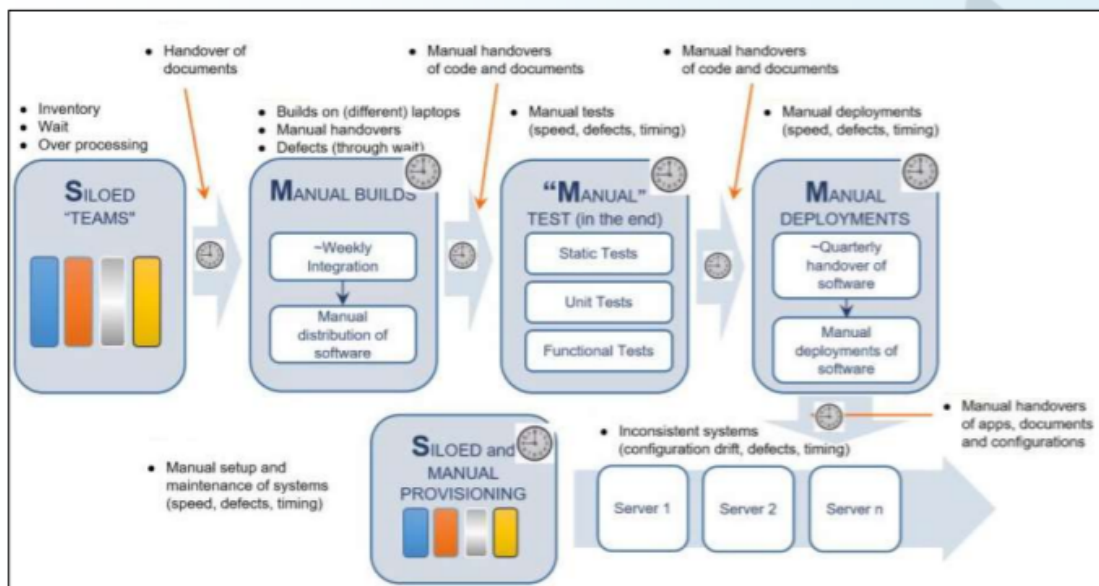 ● Handover of
documents
● Manual handovers
of code and documents
● Manual handovers
of code and documents
● Inventory
● Wait
● Over processing
● Builds on (different) laptops
● Manual handovers
● Defects (through wait)
● Manual tests
(speed, defects, timing)
● Manual deployments
(speed, defects, timing)
SILOED
"TEAMS"
MANUAL BUILDS
~Weekly
Integration
Manual
distribution of
software
"MANUAL"
TEST (in the end)
Static Tests
Unit Tests
Functional Tests
MANUAL
DEPLOYMENTS
~Quarterly
handover of
software
Manual
deployments of
software
● Manual handovers
of apps, documents
and configurations
● Manual setup and
maintenance of systems
(speed, defects, timing)
SILOED and
MANUAL
PROVISIONING
● Inconsistent systems
(configuration drift, defects, timing)
Server 1
Server 2
Server n